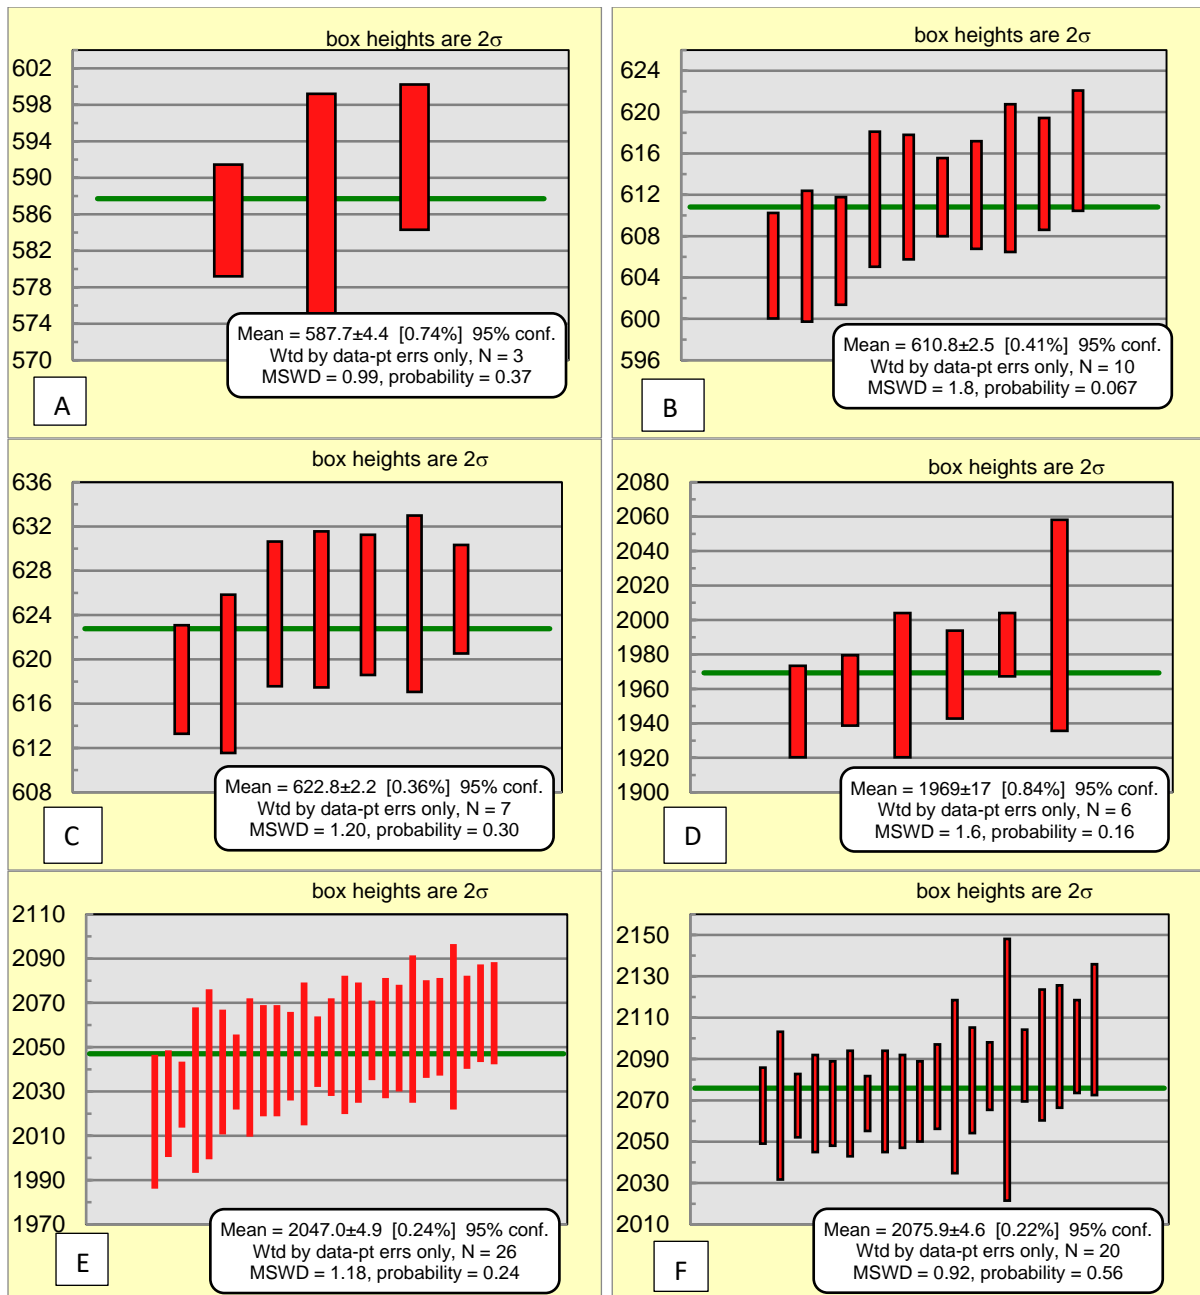 box heights are 2σ
602
598
594
590
586
582
578
574
570
Mean = 587.7±4.4 [0.74%] 95% conf.
Wtd by data-pt errs only, N = 3
MSWD = 0.99, probability = 0.37
A
box heights are 2σ
624
620
616
612
608
604
600
596
Mean = 610.8±2.5 [0.41%] 95% conf.
Wtd by data-pt errs only, N = 10
MSWD = 1.8, probability = 0.067
B
box heights are 2σ
636
632
628
624
620
616
612
608
Mean = 622.8±2.2 [0.36%] 95% conf.
Wtd by data-pt errs only, N = 7
MSWD = 1.20, probability = 0.30
C
box heights are 2σ
2080
2060
2040
2020
2000
1980
1960
1940
1920
1900
Mean = 1969±17 [0.84%] 95% conf.
Wtd by data-pt errs only, N = 6
MSWD = 1.6, probability = 0.16
D
box heights are 2σ
2110
2090
2070
2050
2030
2010
1990
1970
Mean = 2047.0±4.9 [0.24%] 95% conf.
Wtd by data-pt errs only, N = 26
MSWD = 1.18, probability = 0.24
E
box heights are 2σ
2150
2130
2110
2090
2070
2050
2030
2010
Mean = 2075.9±4.6 [0.22%] 95% conf.
Wtd by data-pt errs only, N = 20
MSWD = 0.92, probability = 0.56
F